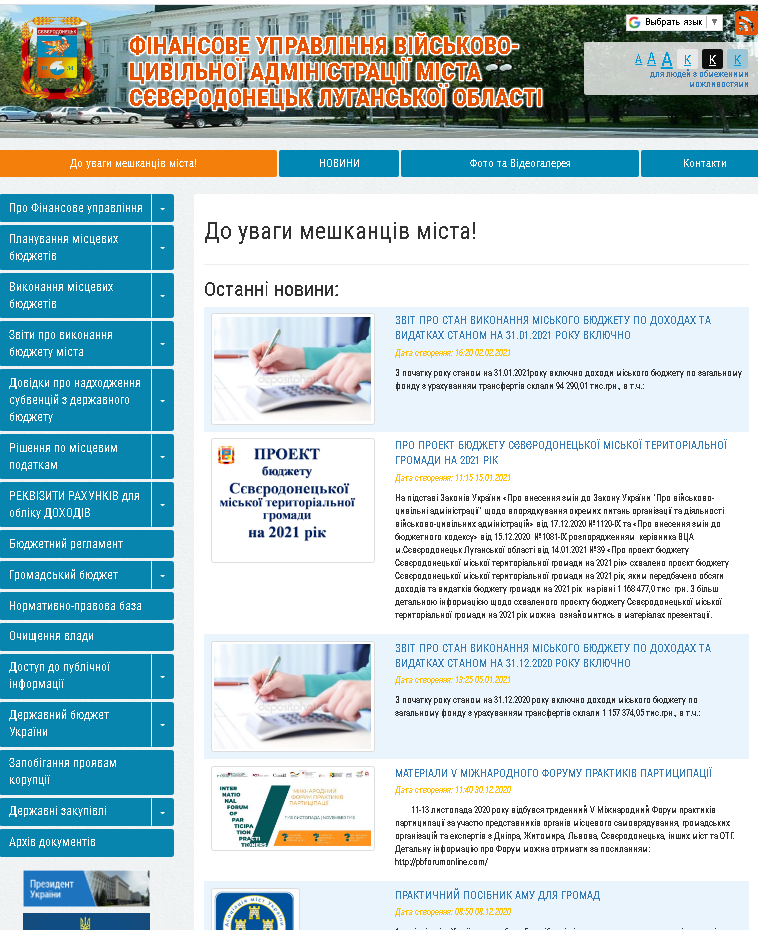 СЄВЄРОДОНЕЦЬК
ФІНАНСОВЕ УПРАВЛІННЯ ВІЙСЬКОВО-
ЦИВІЛЬНОЇ АДМІНІСТРАЦІЇ МІСТА
СЄВЄРОДОНЕЦЬК ЛУГАНСЬКОЇ ОБЛАСТІ
Выбрать язык ▼
A A A К К К
для людей з обмеженими
можливостями
До уваги мешканців міста!
НОВИНИ
Фото та Відеогалерея
Контакти
Про Фінансове управління
Планування місцевих
бюджетів
Виконання місцевих
бюджетів
Звіти про виконання
бюджету міста
Довідки про надходження
субвенцій з державного
бюджету
Рішення по місцевим
податкам
РЕКВІЗИТИ РАХУНКІВ для
обліку ДОХОДІВ
Бюджетний регламент
Громадський бюджет
Нормативно-правова база
Очищення влади
Доступ до публічної
інформації
Державний бюджет
України
Запобігання проявам
корупції
Державні закупівлі
Архів документів
Президент
України
До уваги мешканців міста!
Останні новини:
ЗВІТ ПРО СТАН ВИКОНАННЯ МІСЬКОГО БЮДЖЕТУ ПО ДОХОДАХ ТА
ВИДАТКАХ СТАНОМ НА 31.01.2021 РОКУ ВКЛЮЧНО
Дата створення: 16:20 02.02.2021
З початку року станом на 31.01.2021року включно доходи міського бюджету по загальному
фонду з урахуванням трансфертів склали 94 290,01 тис.грн., в т.ч.:
ПРОЕКТ
бюджету
Сєвєродонецької
міської територіальної
громади
на 2021 рік
ПРО ПРОЕКТ БЮДЖЕТУ СЄВЄРОДОНЕЦЬКОЇ МІСЬКОЇ ТЕРИТОРІАЛЬНОЇ
ГРОМАДИ НА 2021 РІК
Дата створення: 11:15 15.01.2021
На підставі Законів України «Про внесення змін до Закону України "Про військово-
цивільні адміністрації" щодо впорядкування окремих питань організації та діяльності
військово-цивільних адміністрацій» від 17.12.2020 №1120-IX та «Про внесення змін до
бюджетного кодексу» від 15.12.2020 №1081-IX розпорядженням керівника ВЦА
м.Сєвєродонецьк Луганської області від 14.01.2021 №39 «Про проект бюджету
Сєвєродонецької міської територіальної громади на 2021 рік» схвалено проєкт бюджету
Сєвєродонецької міської територіальної громади на 2021 рік, яким передбачено обсяги
доходів та видатків бюджету громади на 2021 рік на рівні 1 168 477,0 тис. грн. З більш
детальною інформацією щодо схваленого проєкту бюджету Сєвєродонецької міської
територіальної громади на 2021 рік можна ознайомитись в матеріалах презентації.
ЗВІТ ПРО СТАН ВИКОНАННЯ МІСЬКОГО БЮДЖЕТУ ПО ДОХОДАХ ТА
ВИДАТКАХ СТАНОМ НА 31.12.2020 РОКУ ВКЛЮЧНО
Дата створення: 13:25 05.01.2021
З початку року станом на 31.12.2020 року включно доходи міського бюджету по
загальному фонду з урахуванням трансфертів склали 1 157 374,05 тис.грн., в т.ч.:
INTER
NATIO
NAL FO
RUM OF
PAR
TICIPA
TION
PRACTI
TIONERS
МІЖНАРОДНИЙ
ФОРУМ ПРАКТИКІВ
ПАРТИЦИПАЦІЇ
МАТЕРІАЛИ V МІЖНАРОДНОГО ФОРУМУ ПРАКТИКІВ ПАРТИЦИПАЦІЇ
Дата створення: 11:40 30.12.2020
11-13 листопада 2020 року відбувся триденний V Міжнародний Форум практиків
партиципації за участю представників органів місцевого самоврядування, громадських
організацій та експертів з Дніпра, Житомира, Львова, Сєвєродонецька, інших міст та ОТГ.
Детальну інформацію про Форум можна отримати за посиланням:
http://pbforumonline.com/
Асоціація міст України
ПРАКТИЧНИЙ ПОСІБНИК АМУ ДЛЯ ГРОМАД
Дата створення: 08:50 08.12.2020